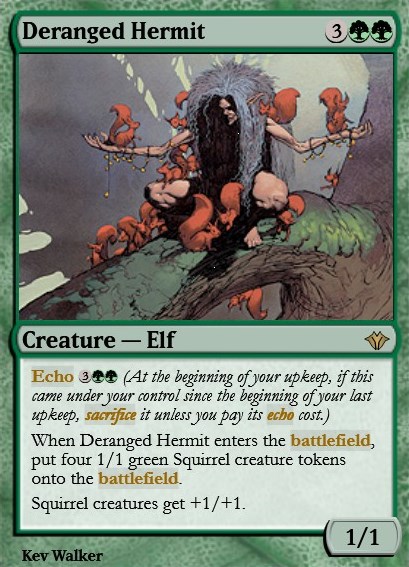 Deranged Hermit 3
Creature — Elf
Echo 3 (At the beginning of your upkeep, if this
came under your control since the beginning of your last
upkeep, sacrifice it unless you pay its echo cost.)
When Deranged Hermit enters the battlefield,
put four 1/1 green Squirrel creature tokens
onto the battlefield.
Squirrel creatures get +1/+1.
1/1
Kev Walker